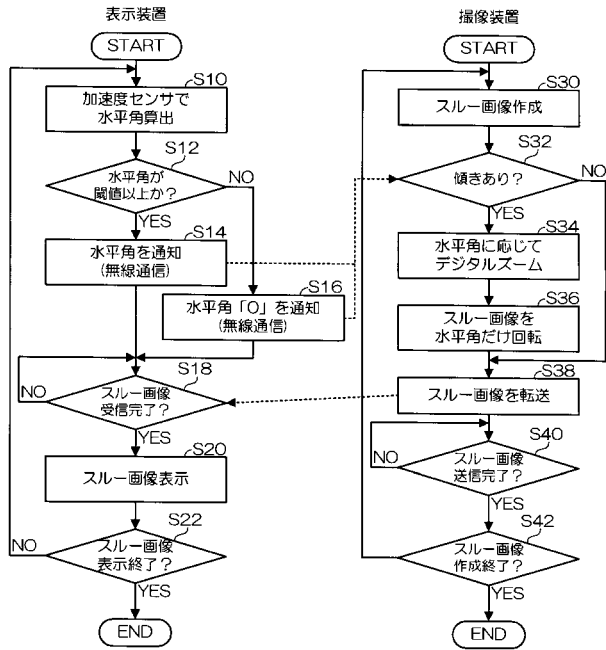 表示装置
START
S10
加速度センサで
水平角算出
S12
水平角が
閾値以上か?
NO
YES
S14
水平角を通知
(無線通信)
S16
水平角「0」を通知
(無線通信)
S18
スルー画像
受信完了?
NO
YES
S20
スルー画像表示
S22
スルー画像
表示終了?
NO
YES
END
撮像装置
START
S30
スルー画像作成
S32
傾きあり?
NO
YES
S34
水平角に応じて
デジタルズーム
S36
スルー画像を
水平角だけ回転
S38
スルー画像を転送
S40
スルー画像
送信完了?
NO
YES
S42
スルー画像
作成終了?
YES
END